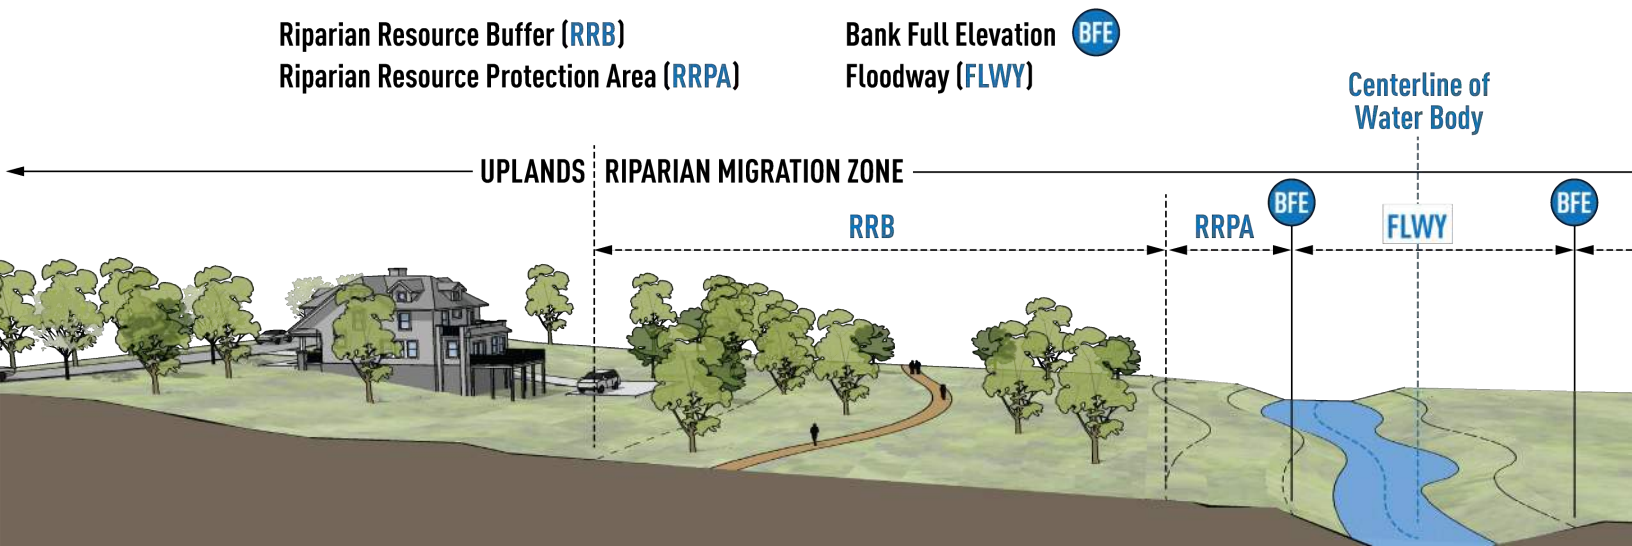 Riparian Resource Buffer (RRB)
Riparian Resource Protection Area (RRPA)
Bank Full Elevation BFE
Floodway (FLWY)
Centerline of
Water Body
UPLANDS
RIPARIAN MIGRATION ZONE
RRB
RRPA
BFE
FLWY
BFE